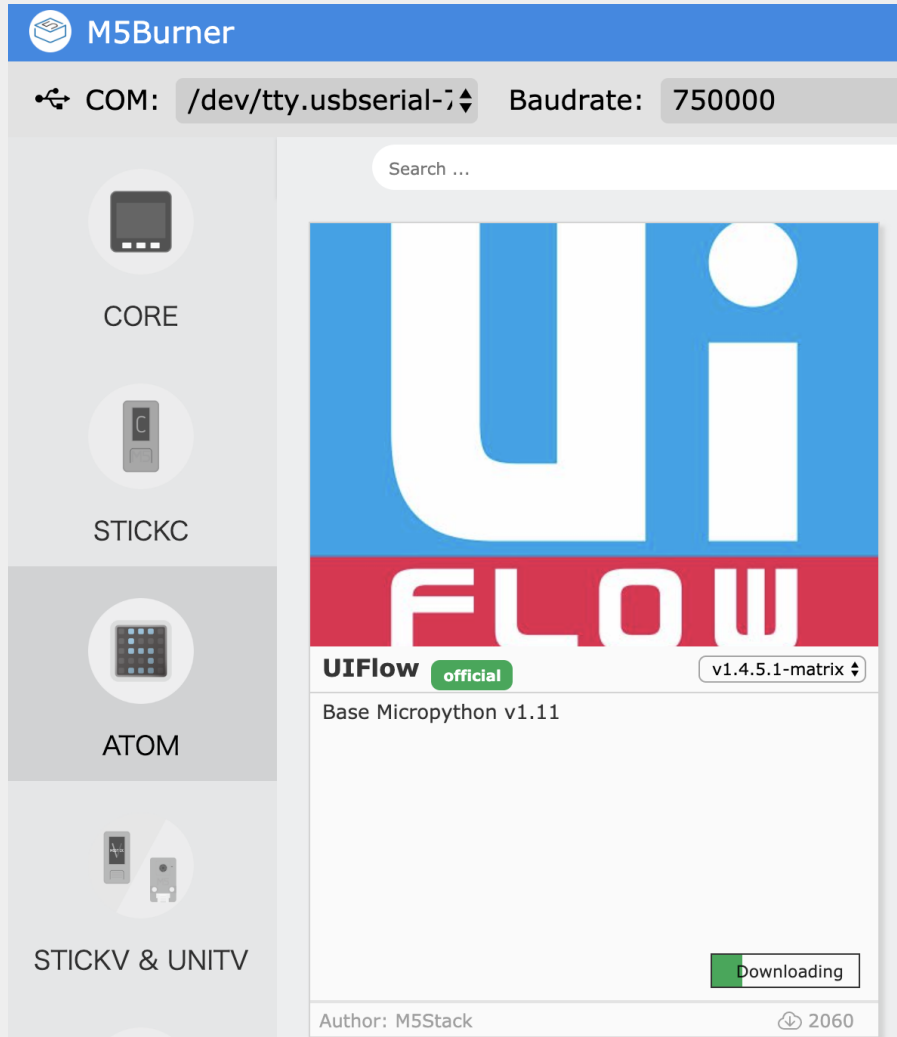 M5Burner
COM: /dev/tty.usbserial-7 Baudrate: 750000
Search ...
CORE
C
STICKC
ATOM
STICKV & UNITV
Ui
FLOW
UIFlow official v1.4.5.1-matrix
Base Micropython v1.11
Downloading
Author: M5Stack 2060